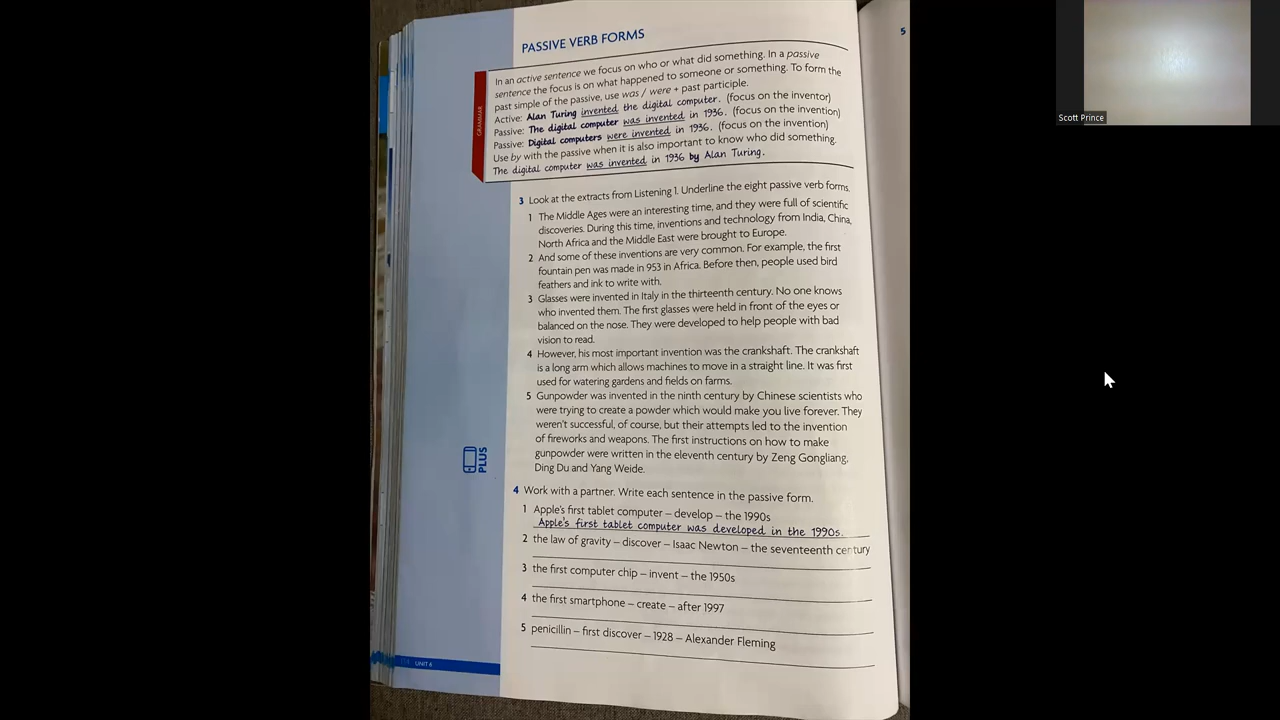 PASSIVE VERB FORMS
5
GRAMMAR
In an active sentence we focus on who or what did something. In a passive
sentence the focus is on what happened to someone or something. To form the
past simple of the passive, use was / were + past participle.
Active: Alan Turing invented the digital computer. (focus on the inventor)
Passive: The digital computer was invented in 1936. (focus on the invention)
Passive: Digital computers were invented in 1936. (focus on the invention)
Use by with the passive when it is also important to know who did something.
The digital computer was invented in 1936 by Alan Turing.
3 Look at the extracts from Listening 1. Underline the eight passive verb forms.
1 The Middle Ages were an interesting time, and they were full of scientific
discoveries. During this time, inventions and technology from India, China,
North Africa and the Middle East were brought to Europe.
2 And some of these inventions are very common. For example, the first
fountain pen was made in 953 in Africa. Before then, people used bird
feathers and ink to write with.
3 Glasses were invented in Italy in the thirteenth century. No one knows
who invented them. The first glasses were held in front of the eyes or
balanced on the nose. They were developed to help people with bad
vision to read.
4 However, his most important invention was the crankshaft. The crankshaft
is a long arm which allows machines to move in a straight line. It was first
used for watering gardens and fields on farms.
5 Gunpowder was invented in the ninth century by Chinese scientists who
were trying to create a powder which would make you live forever. They
weren't successful, of course, but their attempts led to the invention
of fireworks and weapons. The first instructions on how to make
gunpowder were written in the eleventh century by Zeng Gongliang,
Ding Du and Yang Weide.
PLUS
4 Work with a partner. Write each sentence in the passive form.
1 Apple's first tablet computer – develop – the 1990s
Apple's first tablet computer was developed in the 1990s.
2 the law of gravity – discover – Isaac Newton – the seventeenth century
3 the first computer chip – invent – the 1950s
4 the first smartphone – create – after 1997
5 penicillin – first discover – 1928 – Alexander Fleming
UNIT 6
Scott Prince